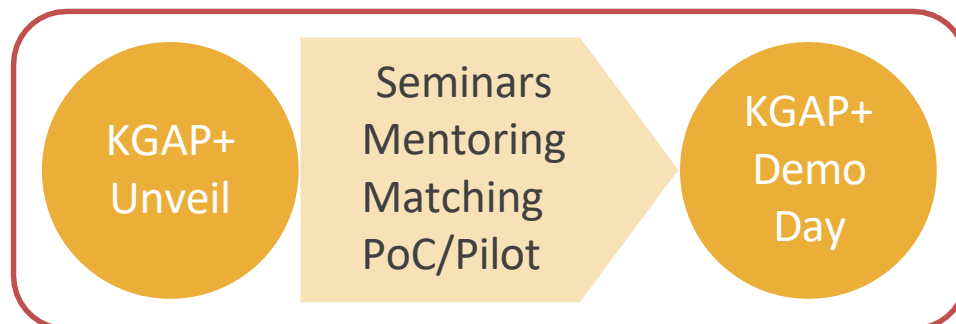 KGAP+
Unveil
Seminars
Mentoring
Matching
PoC/Pilot
KGAP+
Demo
Day